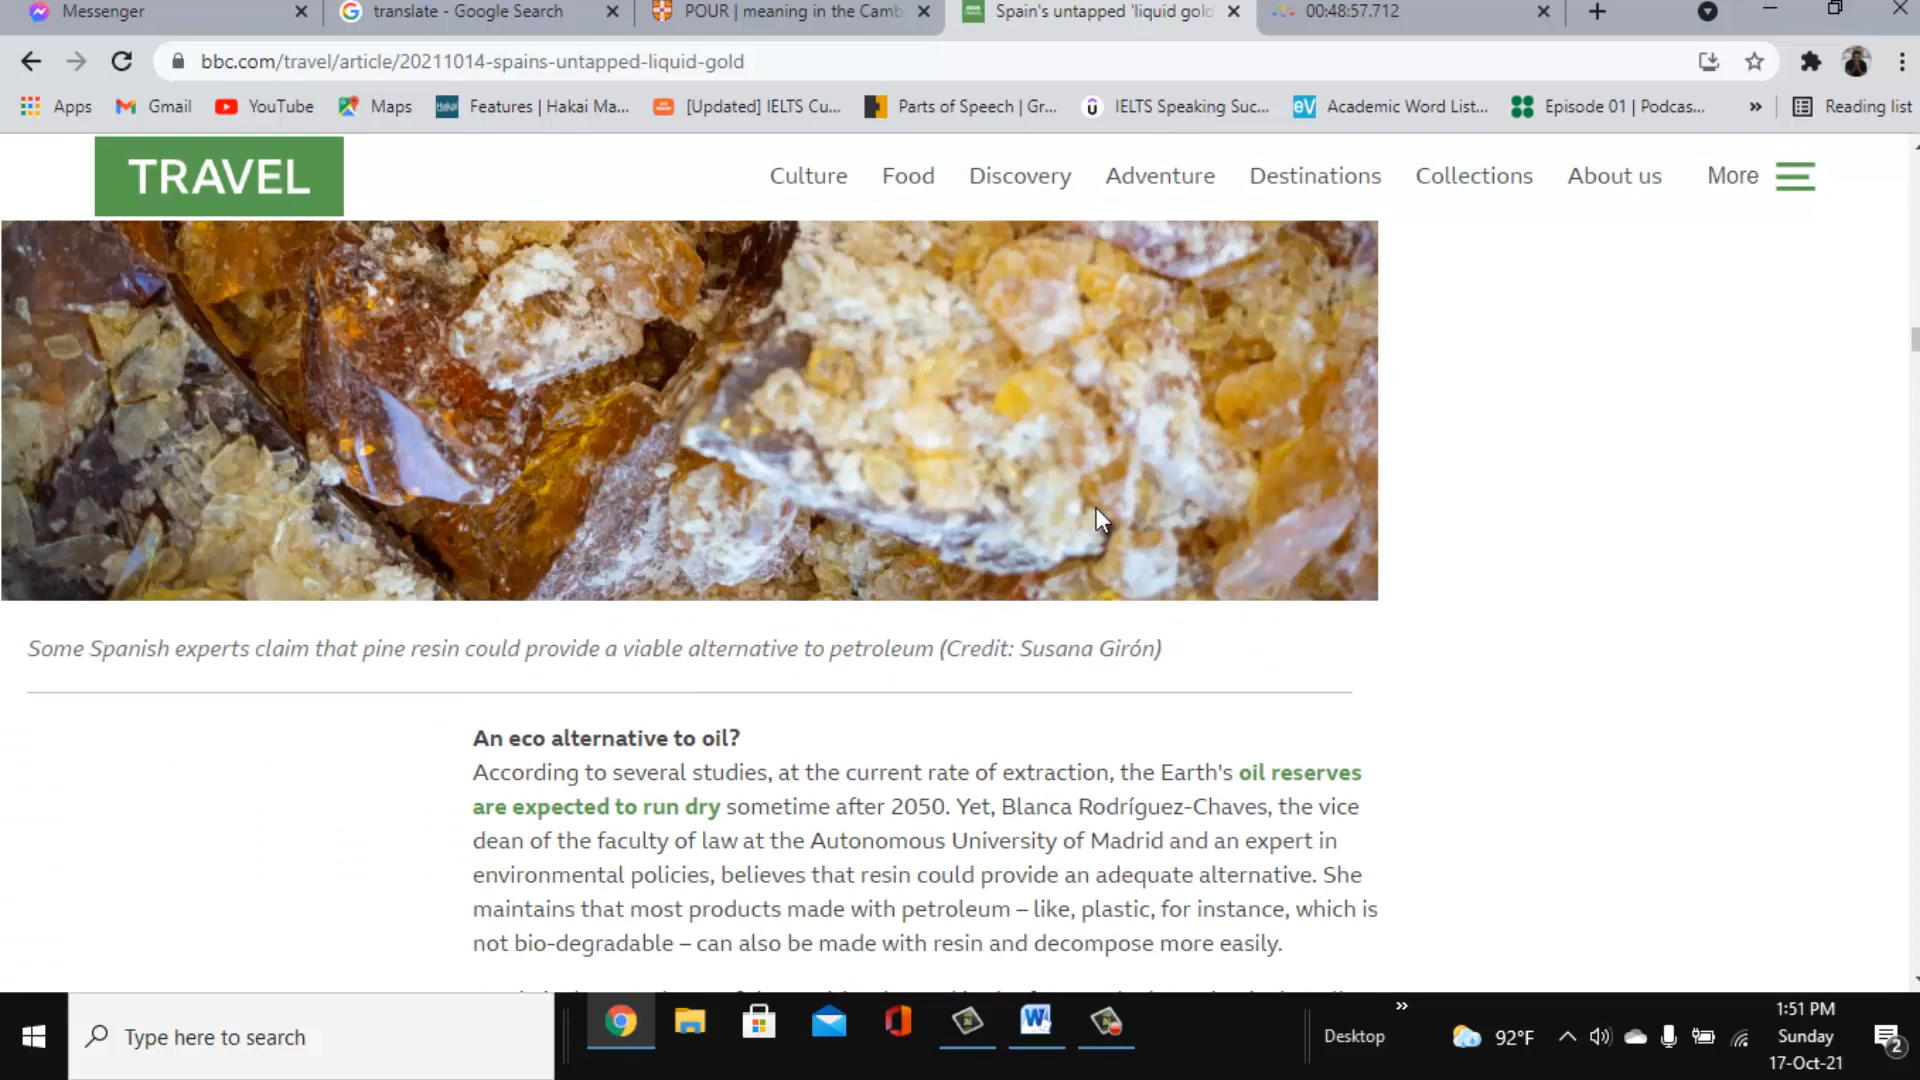 Messenger
translate - Google Search
POUR | meaning in the Camb
Spain's untapped 'liquid gold
00:48:57.712
bbc.com/travel/article/20211014-spains-untapped-liquid-gold
Apps
Gmail
YouTube
Maps
Features | Hakai Ma...
[Updated] IELTS Cu...
Parts of Speech | Gr...
IELTS Speaking Suc...
Academic Word List...
Episode 01 | Podcas...
Reading list
TRAVEL
Culture
Food
Discovery
Adventure
Destinations
Collections
About us
More
Some Spanish experts claim that pine resin could provide a viable alternative to petroleum (Credit: Susana Girón)
An eco alternative to oil?
According to several studies, at the current rate of extraction, the Earth's oil reserves
are expected to run dry sometime after 2050. Yet, Blanca Rodríguez-Chaves, the vice
dean of the faculty of law at the Autonomous University of Madrid and an expert in
environmental policies, believes that resin could provide an adequate alternative. She
maintains that most products made with petroleum – like, plastic, for instance, which is
not bio-degradable – can also be made with resin and decompose more easily.
Type here to search
Desktop
92°F
1:51 PM
Sunday
17-Oct-21
2